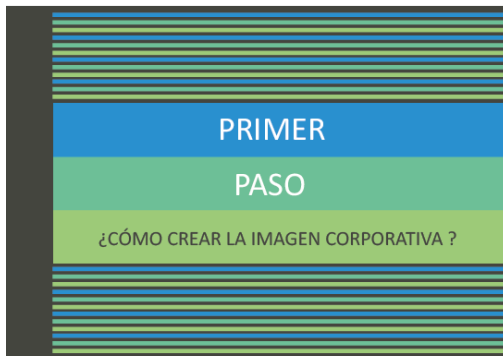 PRIMER
PASO
¿CÓMO CREAR LA IMAGEN CORPORATIVA ?